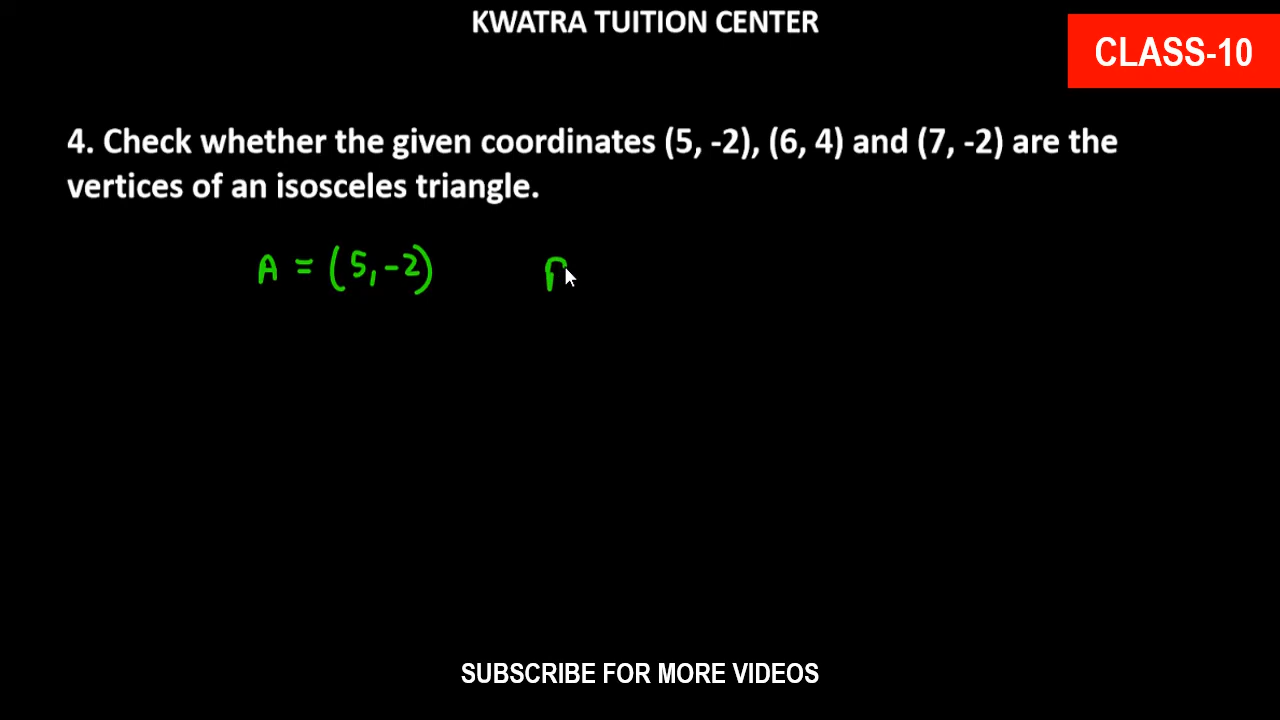 KWATRA TUITION CENTER
CLASS-10
4. Check whether the given coordinates (5, -2), (6, 4) and (7, -2) are the
vertices of an isosceles triangle.
A = (5, -2)
SUBSCRIBE FOR MORE VIDEOS